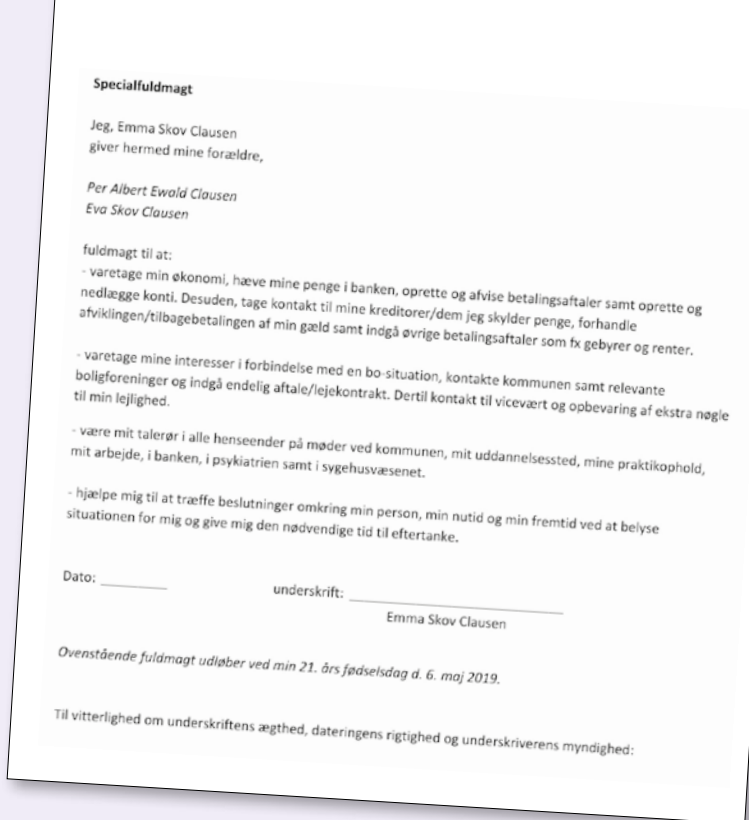 Specialfuldmagt
Jeg, Emma Skov Clausen
giver hermed mine forældre,
Per Albert Ewald Clausen
Eva Skov Clausen
fuldmagt til at:
- varetage min økonomi, hæve mine penge i banken, oprette og afvise betalingsaftaler samt oprette og
nedlægge konti. Desuden, tage kontakt til mine kreditorer/dem jeg skylder penge, forhandle
afviklingen/tilbagebetalingen af min gæld samt indgå øvrige betalingsaftaler som fx gebyrer og renter.
- varetage mine interesser i forbindelse med en bo-situation, kontakte kommunen samt relevante
boligforeninger og indgå endelig aftale/lejekontrakt. Dertil kontakt til vicevært og opbevaring af ekstra nøgle
til min lejlighed.
- være mit talerør i alle henseender på møder ved kommunen, mit uddannelsessted, mine praktikophold,
mit arbejde, i banken, i psykiatrien samt i sygehusvæsenet.
- hjælpe mig til at træffe beslutninger omkring min person, min nutid og min fremtid ved at belyse
situationen for mig og give mig den nødvendige tid til eftertanke.
Dato: ________ underskrift: __________________________
Emma Skov Clausen
Ovenstående fuldmagt udløber ved min 21. års fødselsdag d. 6. maj 2019.
Til vitterlighed om underskriftens ægthed, dateringens rigtighed og underskriverens myndighed: